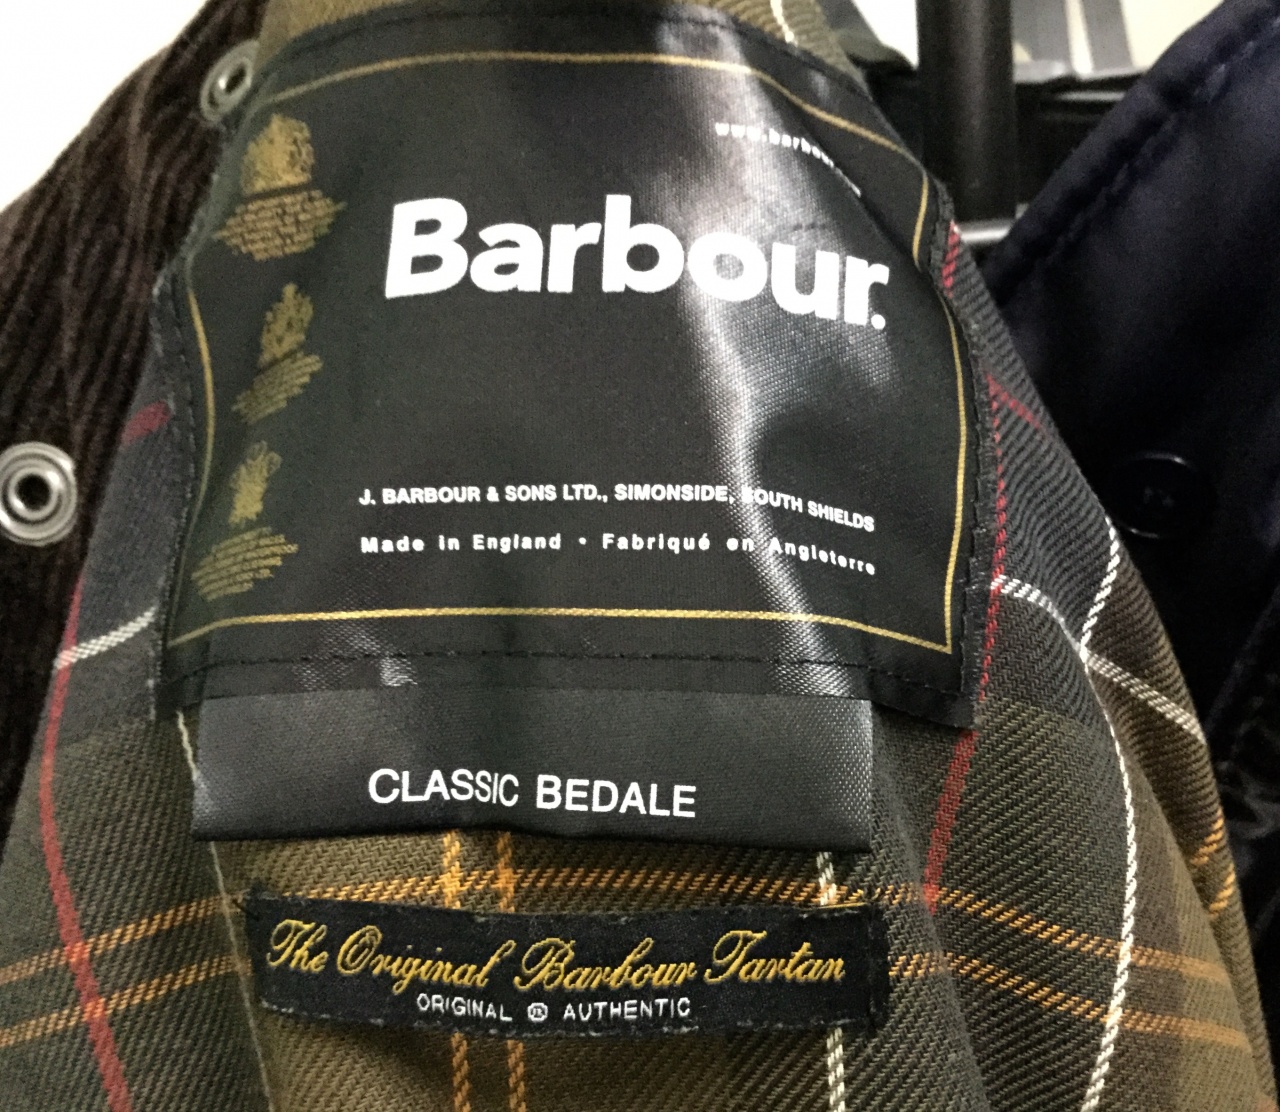 Barbour.
J. BARBOUR & SONS LTD., SIMONSIDE, SOUTH SHIELDS
Made in England • Fabriqué en Angleterre
CLASSIC BEDALE
The Original Barbour Tartan
ORIGINAL ® AUTHENTIC